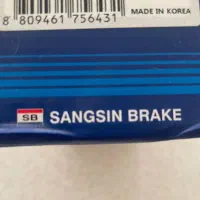 8 809461 756431
MADE IN KOREA
SB SANGSIN BRAKE